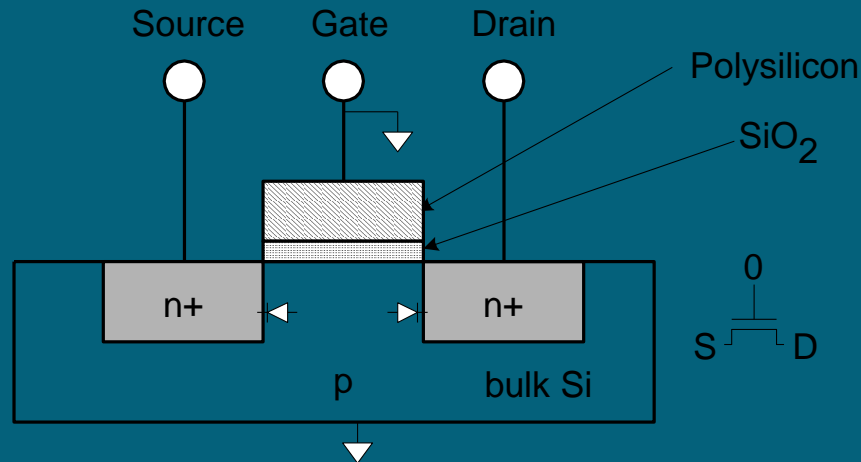 Source Gate Drain
Polysilicon
SiO₂
0
n+ n+
S D
p bulk Si